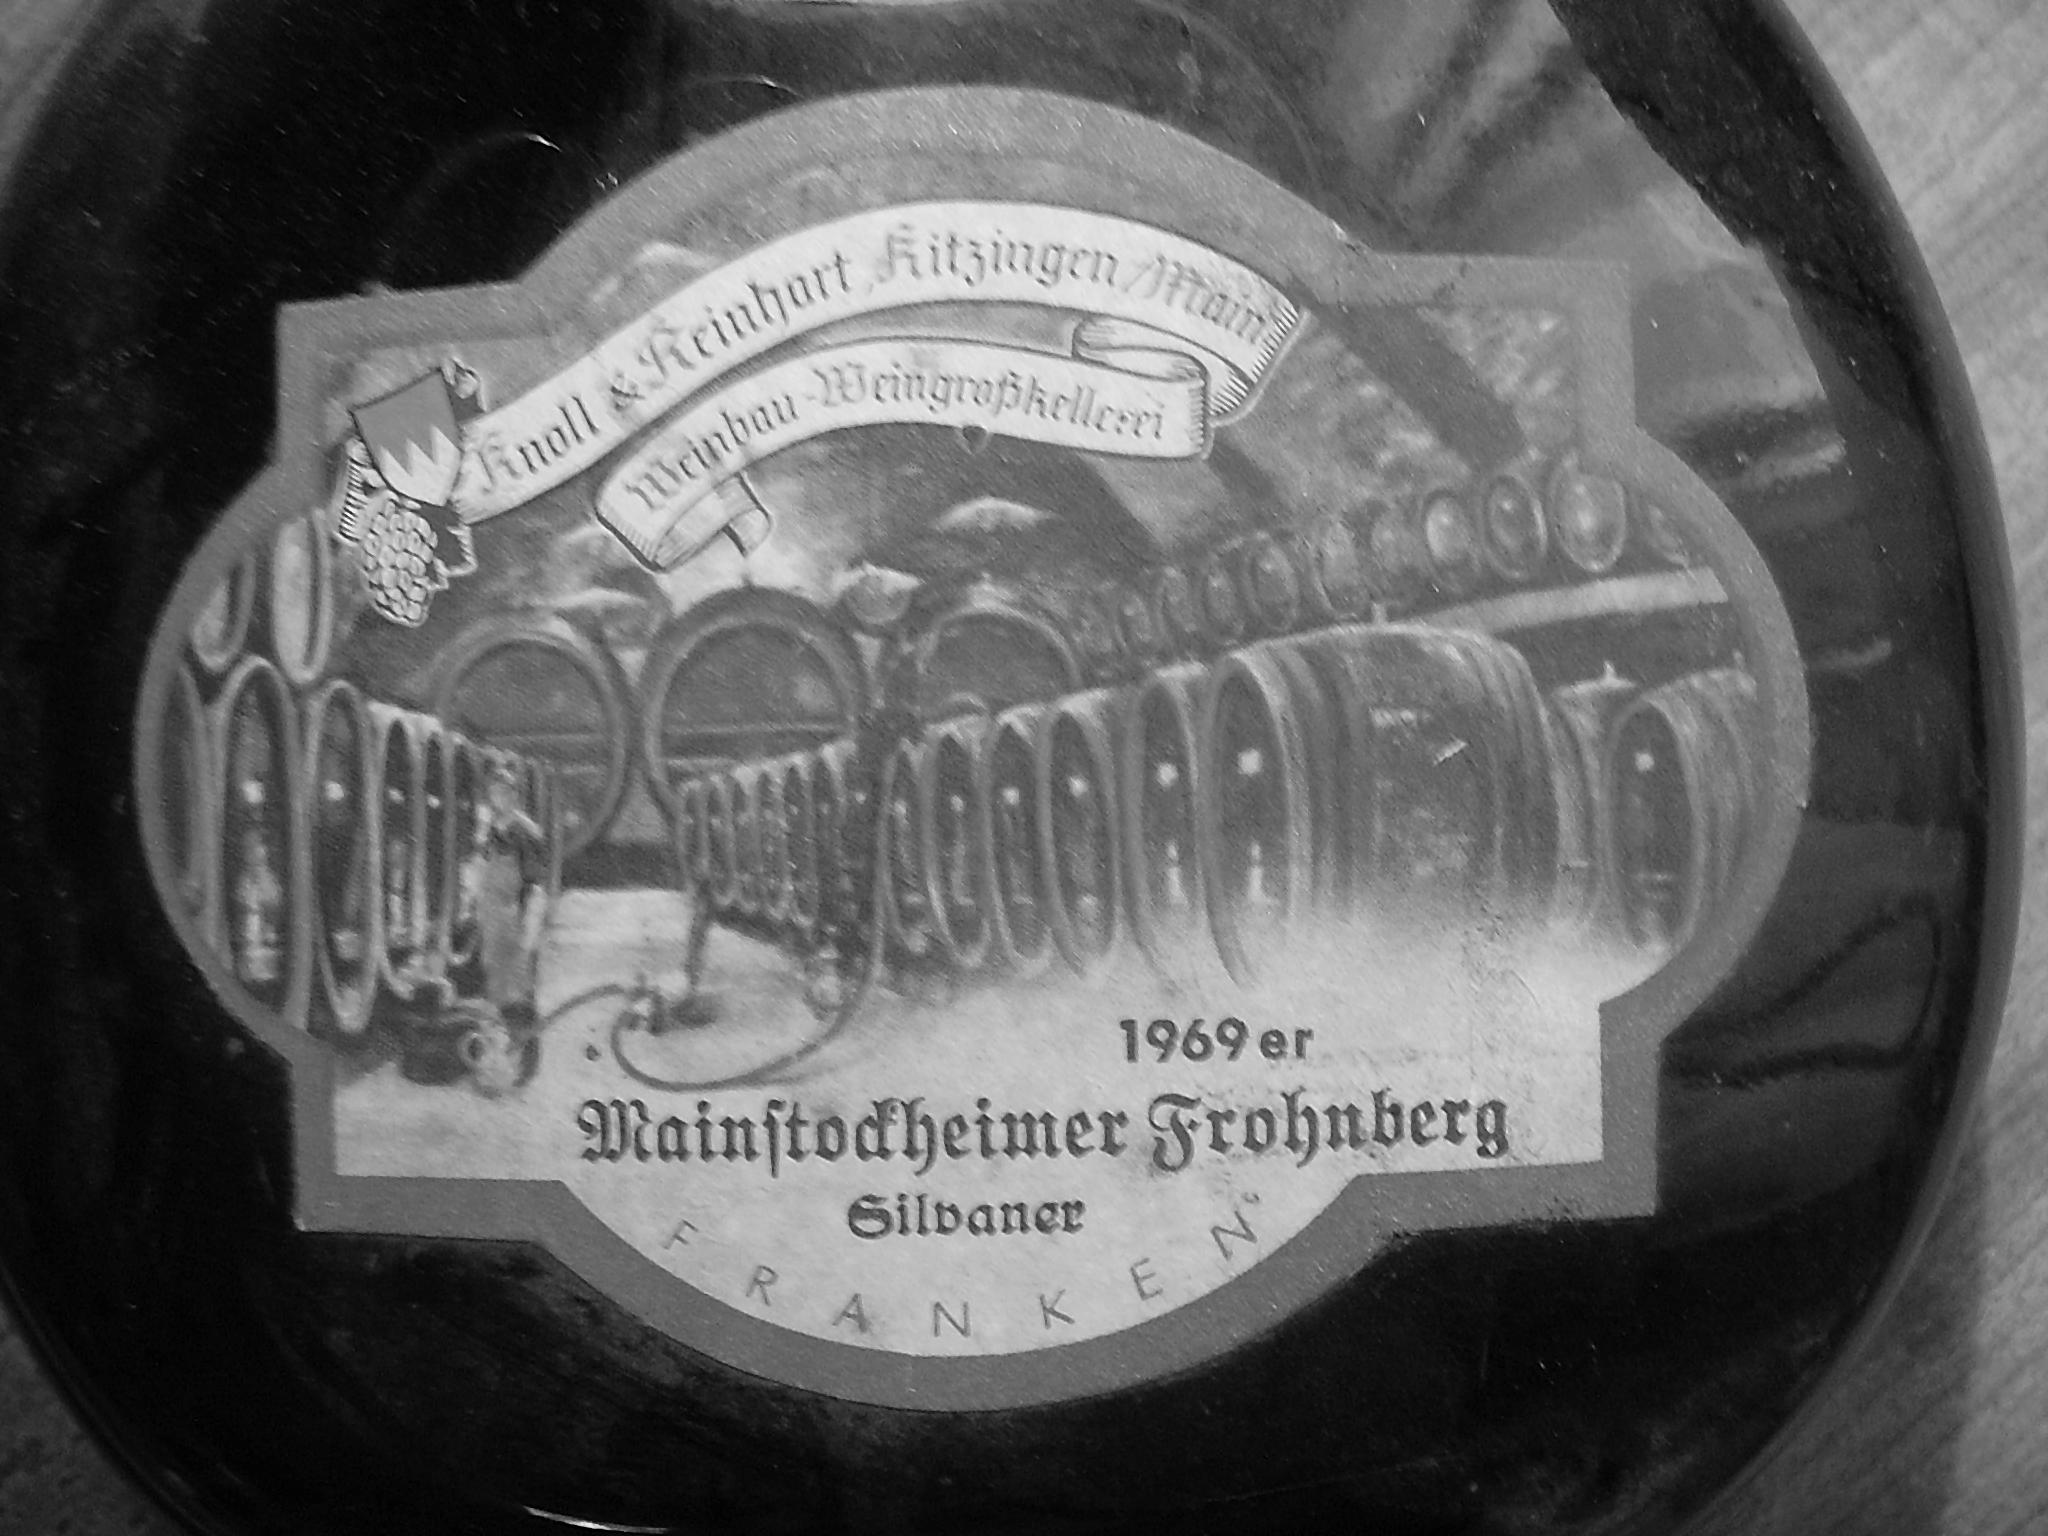 Knoll & Reinhart, Kitzingen/Main
Weinbau-Weingroßkellerei
1969er
Mainſtockheimer Frohnberg
Silvaner
FRANKEN